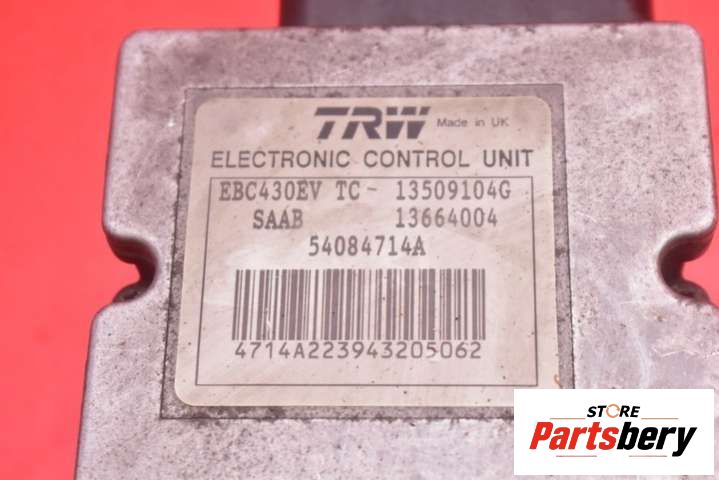 TRW Made in UK
ELECTRONIC CONTROL UNIT
EBC430EV TC - 13509104G
SAAB 13664004
54084714A
4714A223943205062
STORE
Partsbery